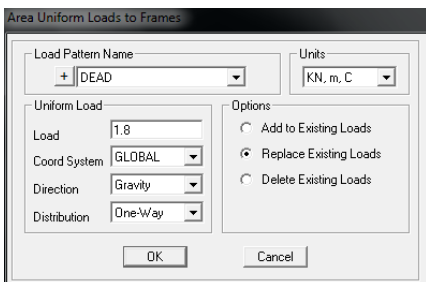 Area Uniform Loads to Frames
Load Pattern Name
+ DEAD
Units
KN, m, C
Uniform Load
Load 1.8
Coord System GLOBAL
Direction Gravity
Distribution One-Way
Options
Add to Existing Loads
Replace Existing Loads
Delete Existing Loads
OK Cancel